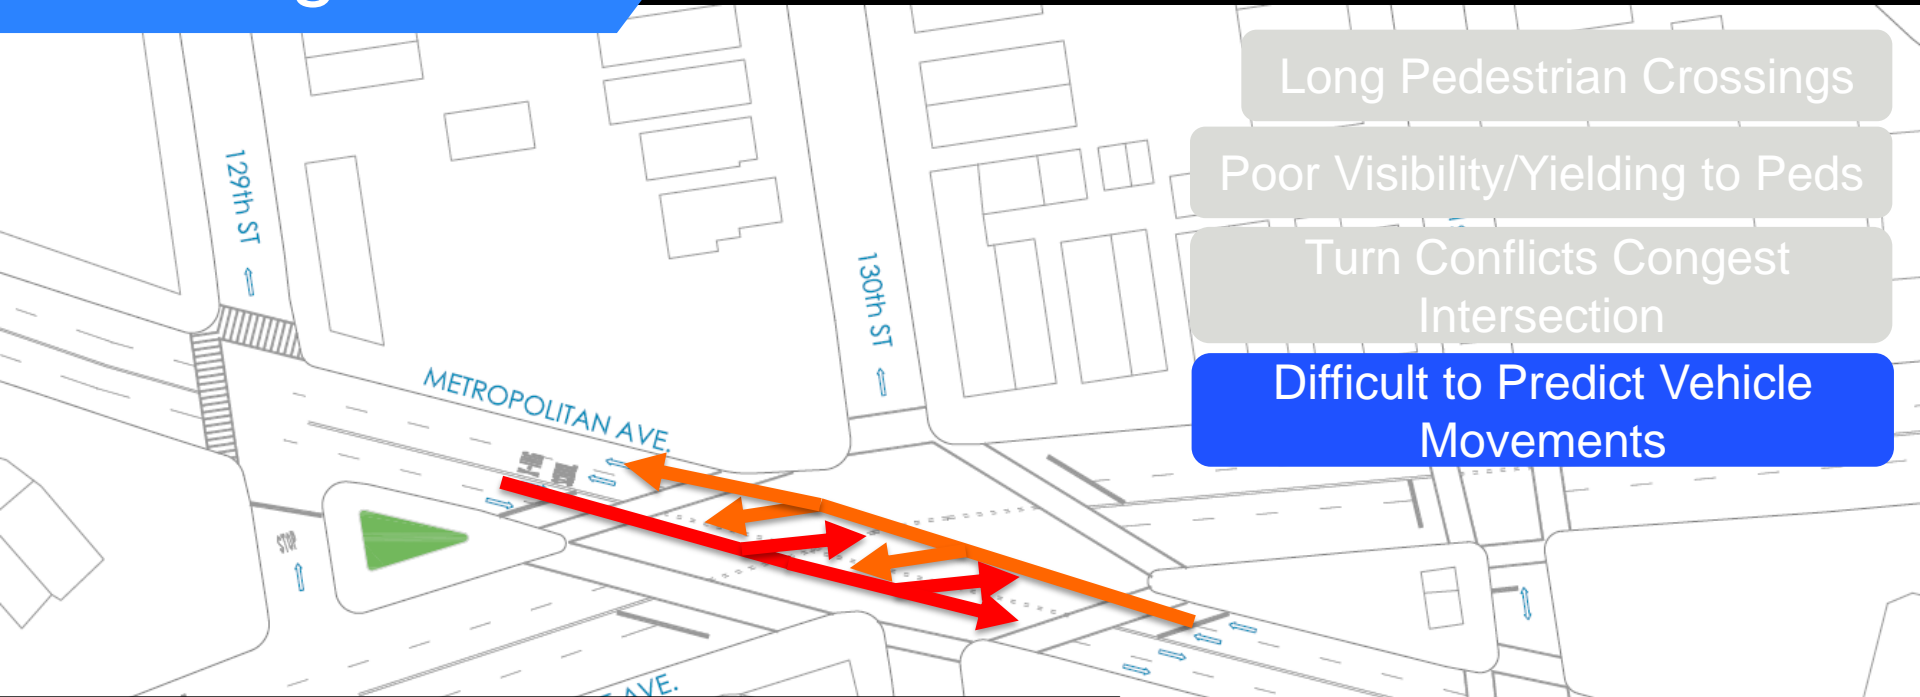 Long Pedestrian Crossings
Poor Visibility/Yielding to Peds
Turn Conflicts Congest
Intersection
Difficult to Predict Vehicle
Movements
129th ST
130th ST
METROPOLITAN AVE.
STOP
AVE.